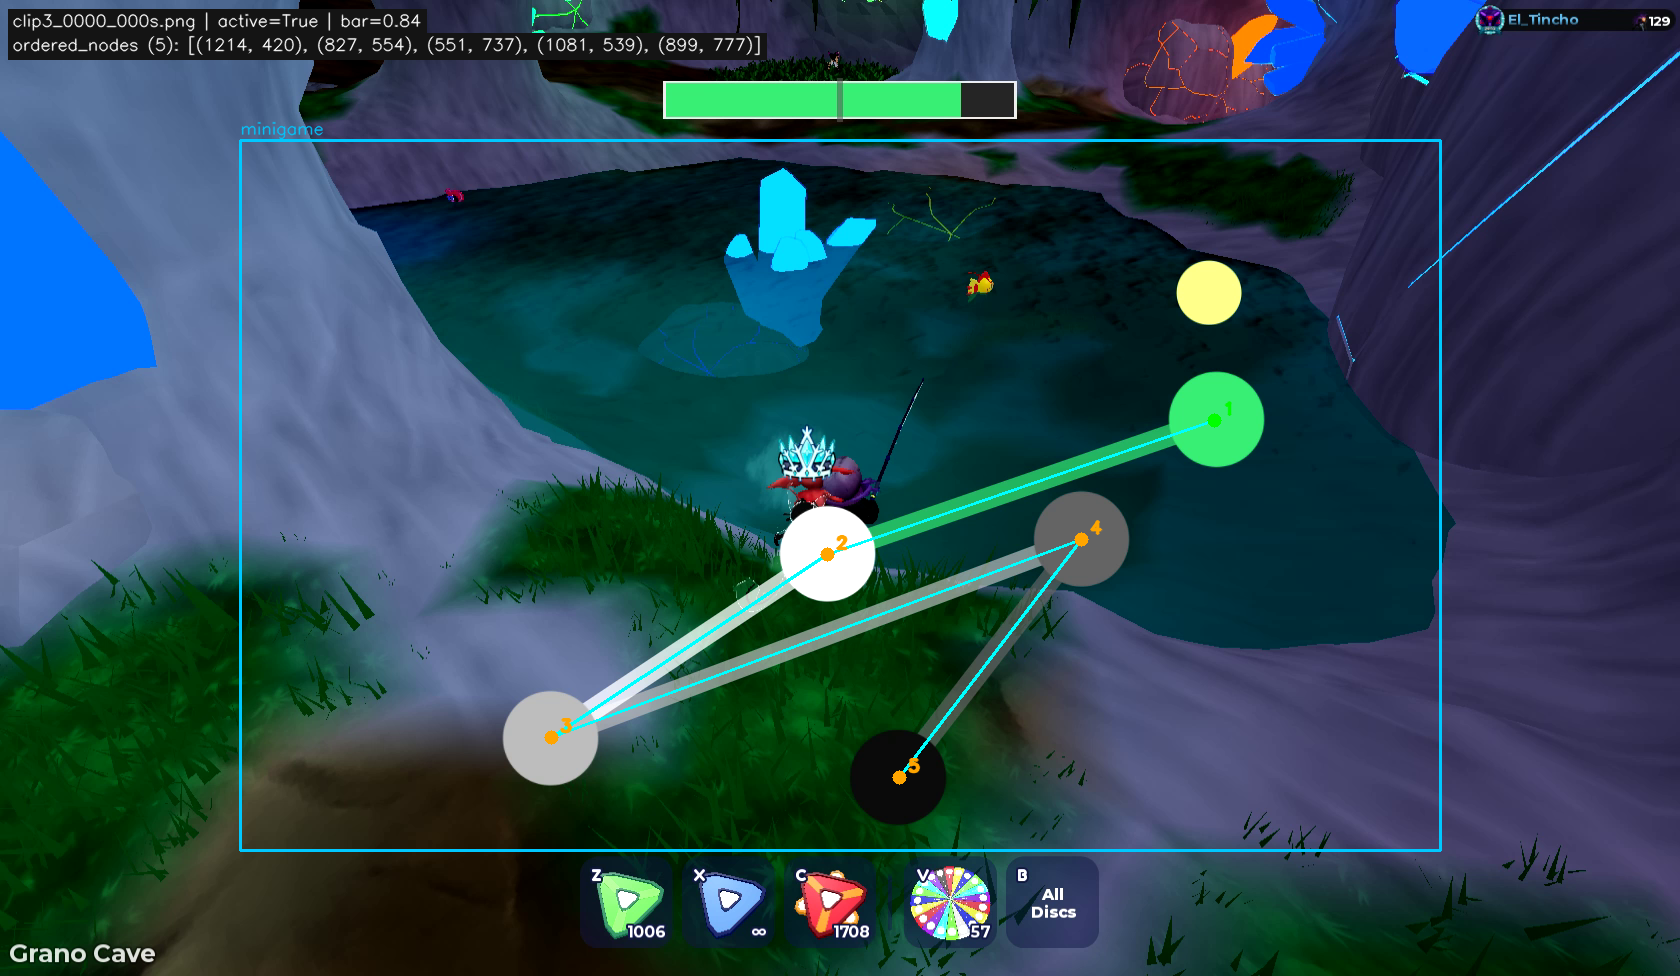 clip3_0000_000s.png | active=True | bar=0.84
ordered_nodes (5): [(1214, 420), (827, 554), (551, 737), (1081, 539), (899, 777)]
El_Tincho
129
minigame
1
2
4
3
5
Z
1006
X
∞
C
1708
V
57
B
All
Discs
Grano Cave